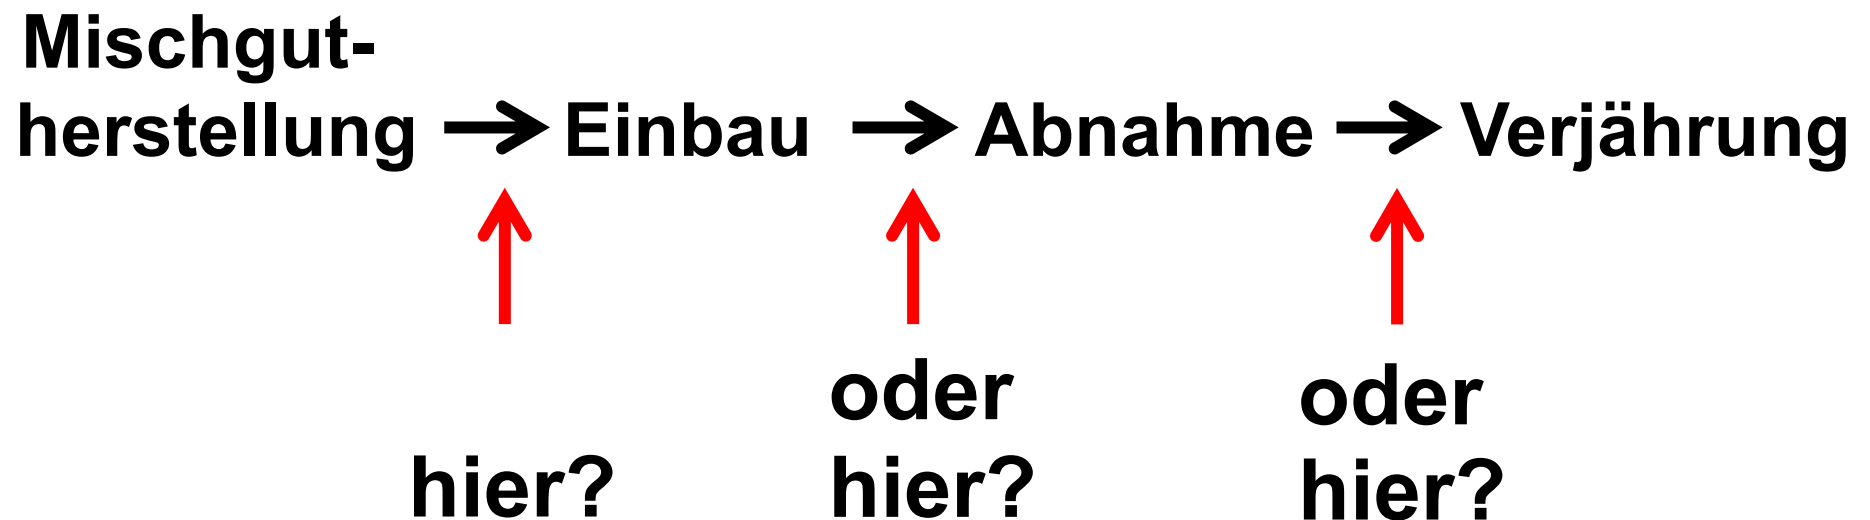 Mischgut-
herstellung → Einbau → Abnahme → Verjährung
oder oder
hier? hier? hier?